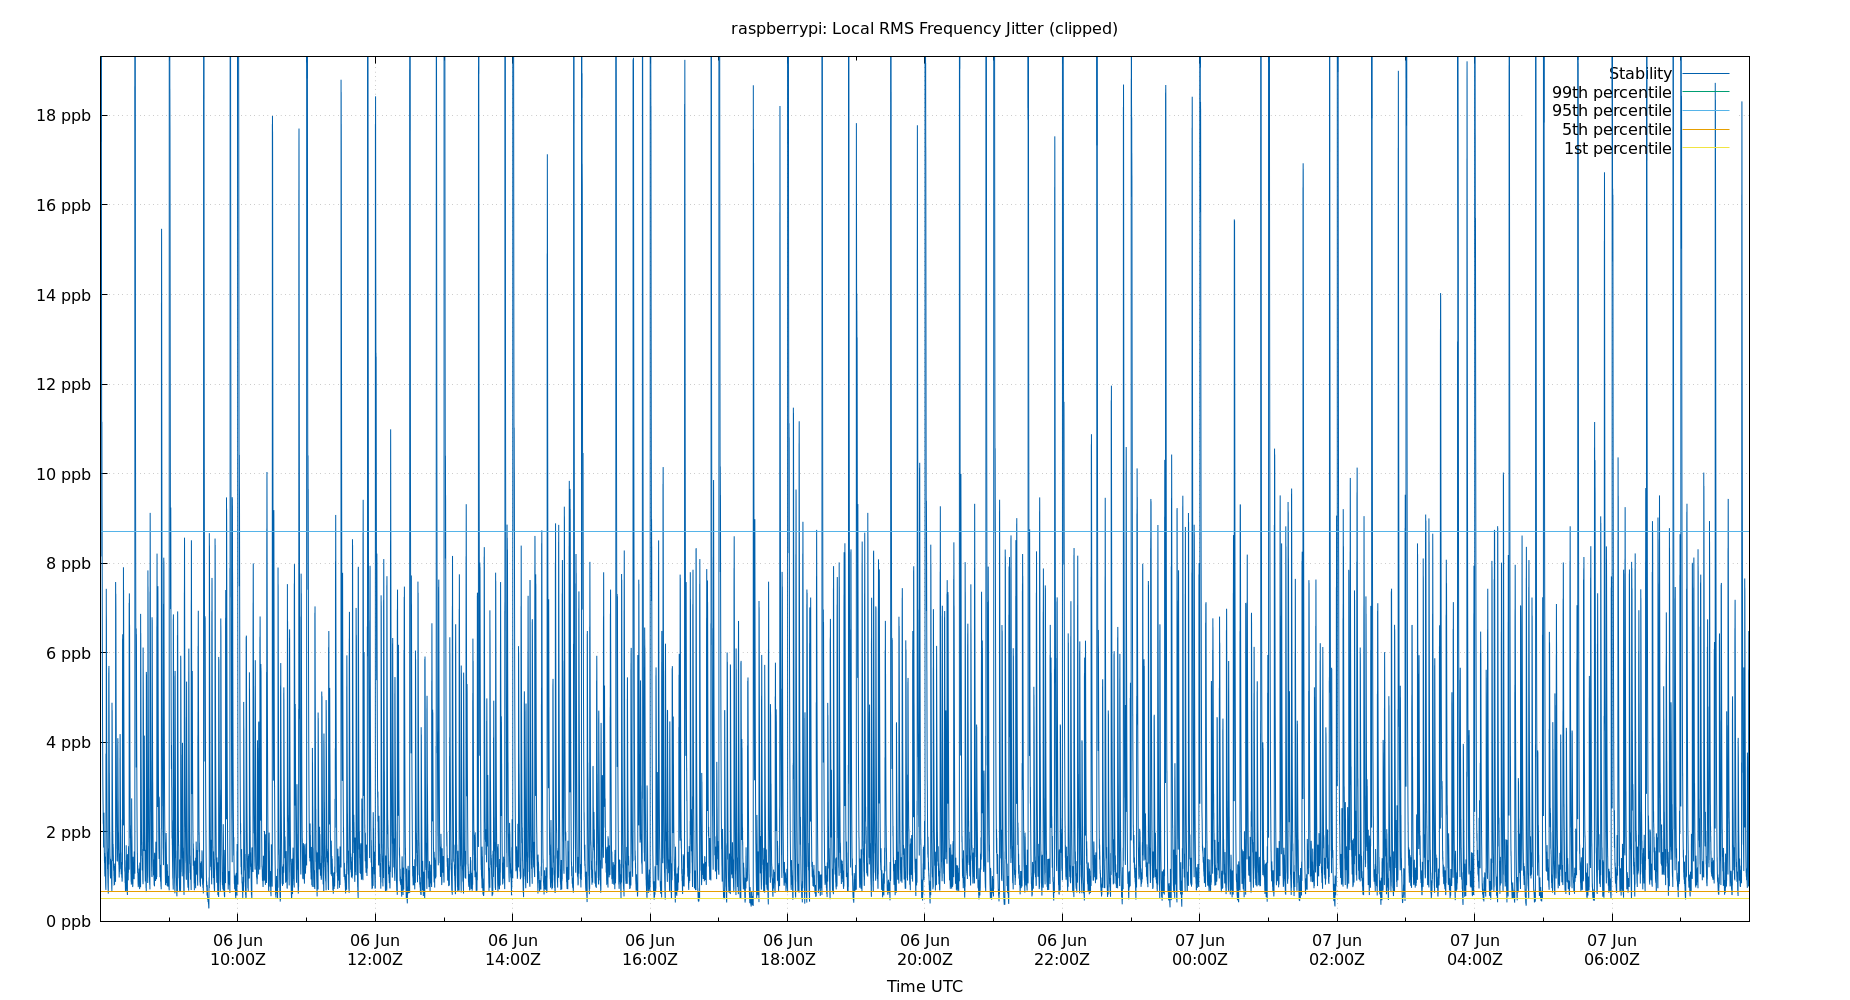 raspberrypi: Local RMS Frequency Jitter (clipped)
Stability
99th percentile
95th percentile
5th percentile
1st percentile
18 ppb
16 ppb
14 ppb
12 ppb
10 ppb
8 ppb
6 ppb
4 ppb
2 ppb
0 ppb
06 Jun 06 Jun 06 Jun 06 Jun 06 Jun 06 Jun 06 Jun 07 Jun 07 Jun 07 Jun 07 Jun
10:00Z 12:00Z 14:00Z 16:00Z 18:00Z 20:00Z 22:00Z 00:00Z 02:00Z 04:00Z 06:00Z
Time UTC